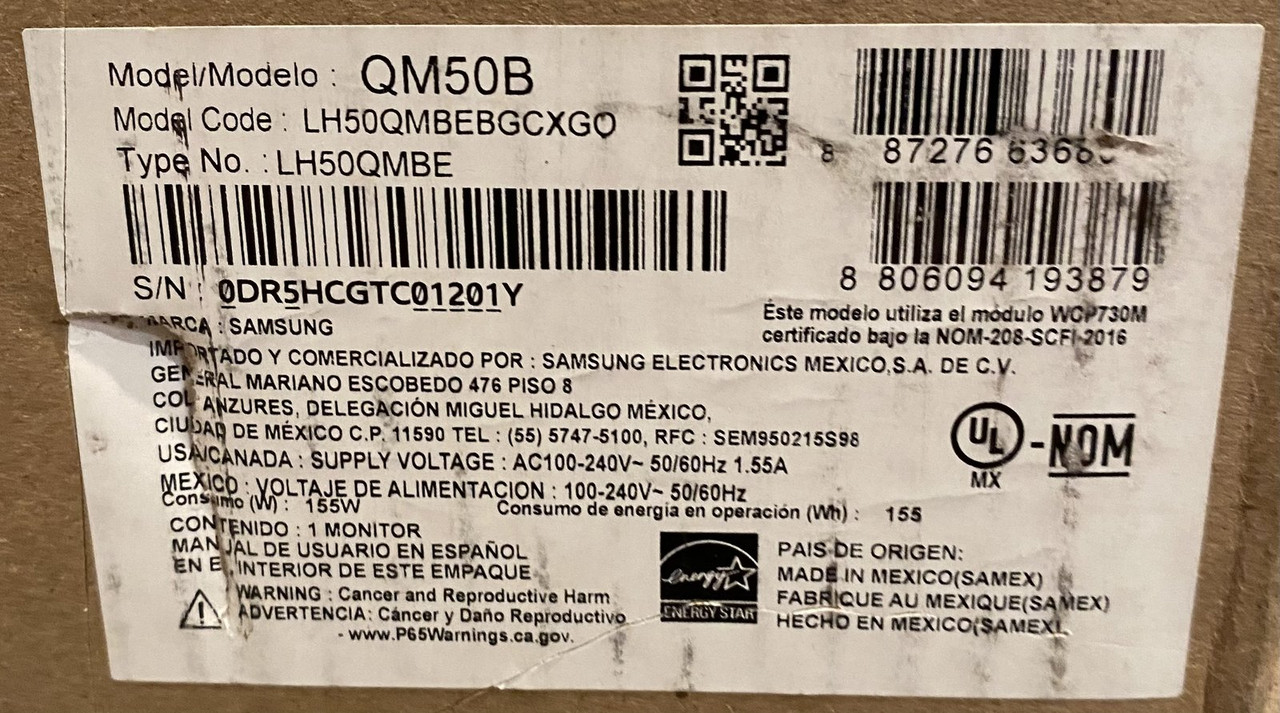 Model/Modelo : QM50B
Model Code : LH50QMBEBGCXGO
Type No. : LH50QMBE
S/N : 0DR5HCGTC01201Y
8 87276 6368
8 806094 193879
Éste modelo utiliza el módulo WCP730M
certificado bajo la NOM-208-SCFI-2016
MARCA : SAMSUNG
IMPORTADO Y COMERCIALIZADO POR : SAMSUNG ELECTRONICS MEXICO,S.A. DE C.V.
GENERAL MARIANO ESCOBEDO 476 PISO 8
COL ANZURES, DELEGACIÓN MIGUEL HIDALGO MÉXICO,
CIUDAD DE MÉXICO C.P. 11590 TEL : (55) 5747-5100, RFC : SEM950215S98
USA/CANADA : SUPPLY VOLTAGE : AC100-240V~ 50/60Hz 1.55A
MEXICO : VOLTAJE DE ALIMENTACION : 100-240V~ 50/60Hz
Consumo (W) : 155W Consumo de energía en operación (Wh) : 155
CONTENIDO : 1 MONITOR
MANUAL DE USUARIO EN ESPAÑOL
EN EL INTERIOR DE ESTE EMPAQUE
WARNING : Cancer and Reproductive Harm
ADVERTENCIA: Cáncer y Daño Reproductivo
- www.P65Warnings.ca.gov.
UL
MX
-NOM
energy
ENERGY STAR
PAIS DE ORIGEN:
MADE IN MEXICO(SAMEX)
FABRIQUE AU MEXIQUE(SAMEX)
HECHO EN MEXICO(SAMEX)